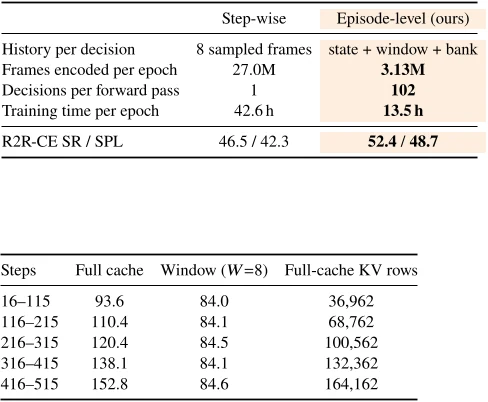 Step-wise Episode-level (ours)
History per decision 8 sampled frames state + window + bank
Frames encoded per epoch 27.0M 3.13M
Decisions per forward pass 1 102
Training time per epoch 42.6 h 13.5 h
R2R-CE SR / SPL 46.5 / 42.3 52.4 / 48.7
Steps Full cache Window (W=8) Full-cache KV rows
16–115 93.6 84.0 36,962
116–215 110.4 84.1 68,762
216–315 120.4 84.5 100,562
316–415 138.1 84.1 132,362
416–515 152.8 84.6 164,162